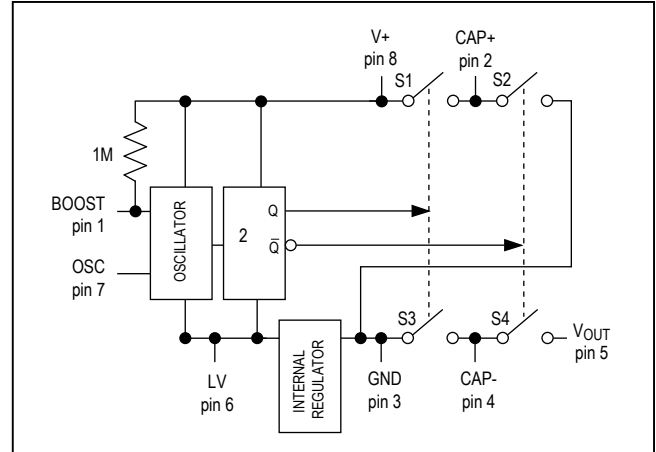 V+
pin 8
CAP+
pin 2
S1
S2
1M
BOOST
pin 1
OSCILLATOR
2
Q
Q̅
OSC
pin 7
S3
S4
VOUT
pin 5
LV
pin 6
INTERNAL
REGULATOR
GND
pin 3
CAP-
pin 4